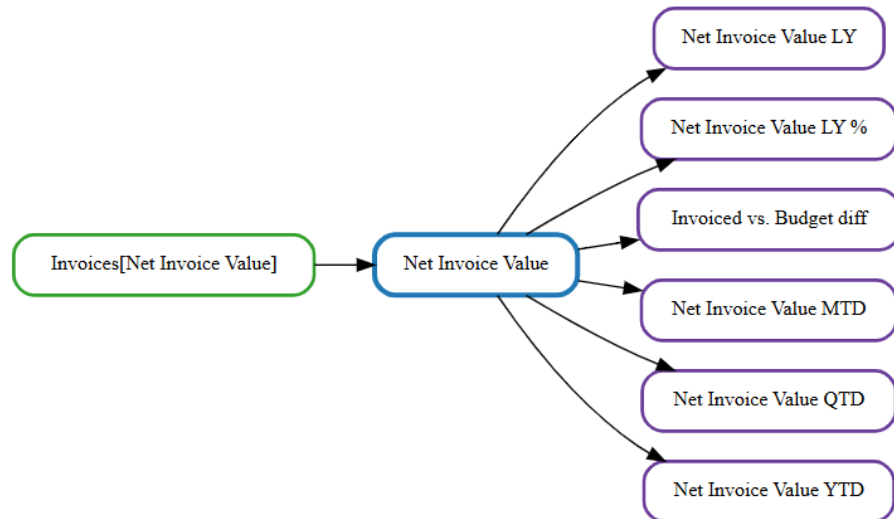 Net Invoice Value LY
Net Invoice Value LY %
Invoiced vs. Budget diff
Invoices[Net Invoice Value]
Net Invoice Value
Net Invoice Value MTD
Net Invoice Value QTD
Net Invoice Value YTD